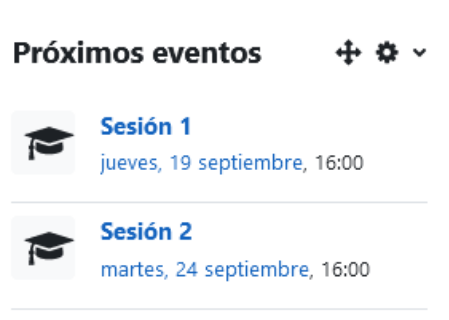 Próximos eventos
Sesión 1
jueves, 19 septiembre, 16:00
Sesión 2
martes, 24 septiembre, 16:00